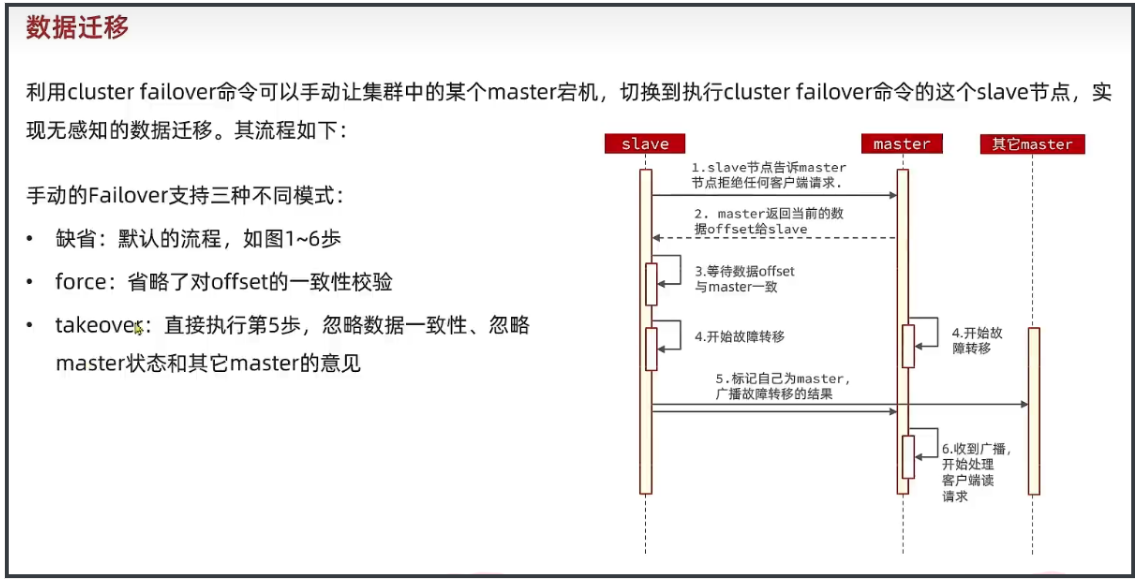 数据迁移
利用cluster failover命令可以手动让集群中的某个master宕机，切换到执行cluster failover命令的这个slave节点，实
现无感知的数据迁移。其流程如下：
手动的Failover支持三种不同模式：
• 缺省：默认的流程，如图1~6歩
• force：省略了对offset的一致性校验
• takeover：直接执行第5歩，忽略数据一致性、忽略
master状态和其它master的意见
slave
master
其它master
1.slave节点告诉master
节点拒绝任何客户端请求.
2. master返回当前的数
据offset给slave
3.等待数据offset
与master一致
4.开始故障转移
4.开始故
障转移
5.标记自己为master,
广播故障转移的结果
6.收到广播,
开始处理
客户端读
请求